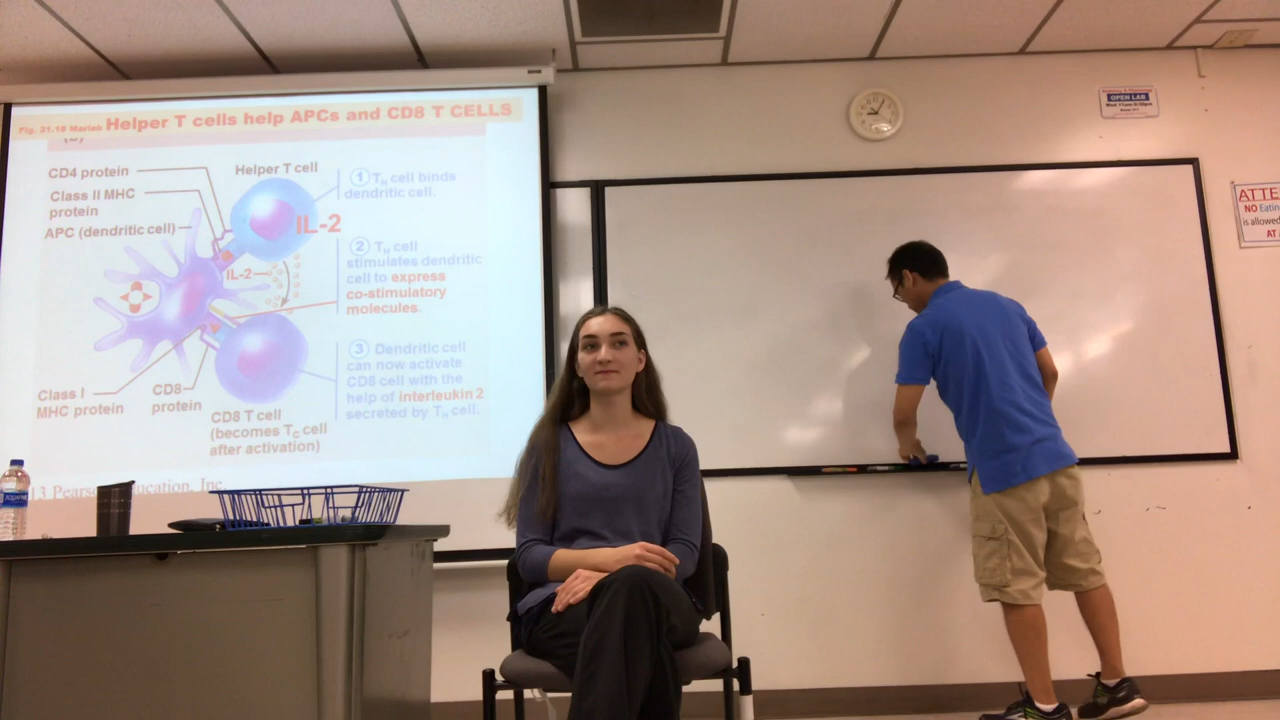 Fig. 21.18 Marieb Helper T cells help APCs and CD8 T CELLS
CD4 protein
Class II MHC
protein
APC (dendritic cell)
Helper T cell
IL-2
IL-2
Class I
MHC protein
CD8
protein
CD8 T cell
(becomes TC cell
after activation)
1 TH cell binds
dendritic cell.
2 TH cell
stimulates dendritic
cell to express
co-stimulatory
molecules.
3 Dendritic cell
can now activate
CD8 cell with the
help of interleukin 2
secreted by TH cell.
13 Pearson Education, Inc.
OPEN LAB
ATTE
NO Eatin
is allowed
AT